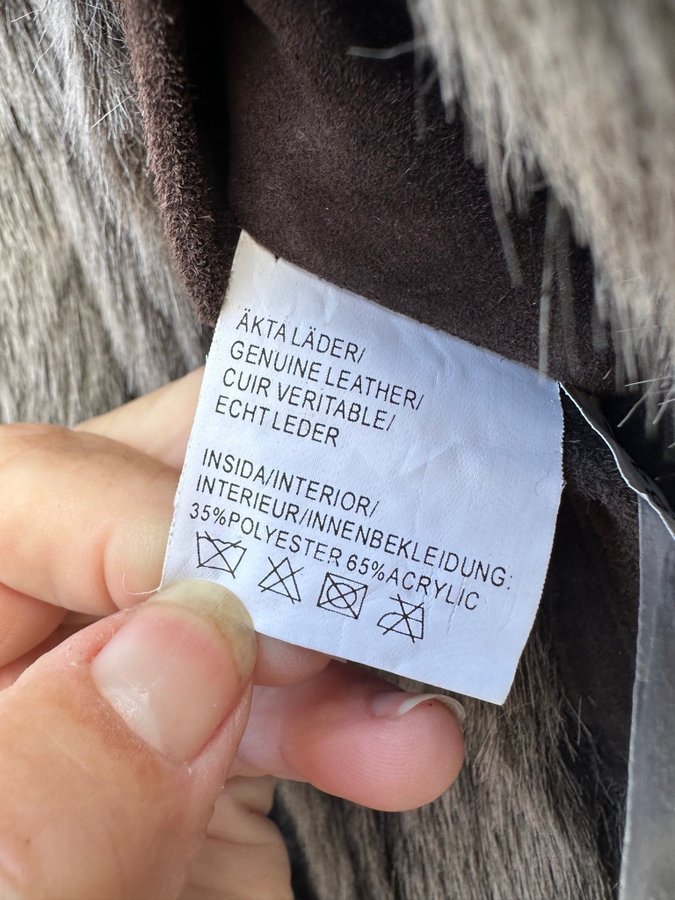 ÄKTA LÄDER/
GENUINE LEATHER/
CUIR VERITABLE/
ECHT LEDER
INSIDA/INTERIOR/
INTERIEUR/INNENBEKLEIDUNG:
35%POLYESTER 65%ACRYLIC